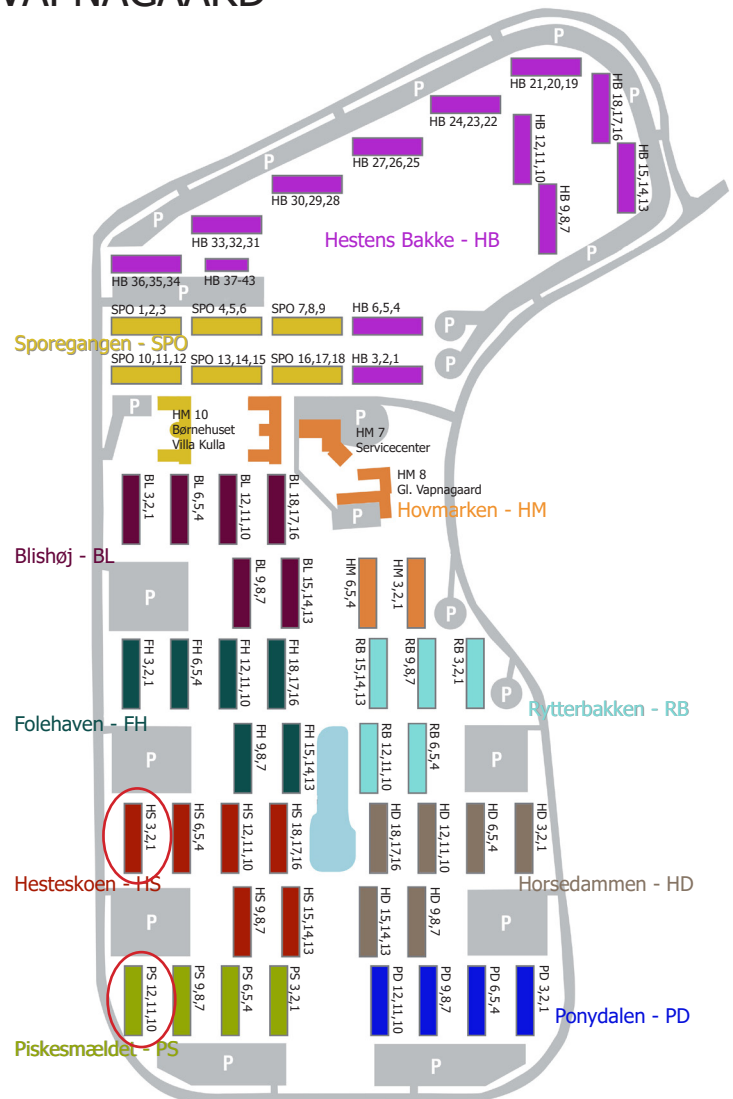 VAPNAGAARD
P
P
HB 21,20,19
HB 18,17,16
HB 24,23,22
HB 12,11,10
HB 27,26,25
HB 15,14,13
P
P
HB 30,29,28
HB 9,8,7
P
HB 33,32,31
Hestens Bakke - HB
P
HB 36,35,34
HB 37-43
P
SPO 1,2,3
SPO 4,5,6
SPO 7,8,9
HB 6,5,4
P
Sporegangen - SPO
SPO 10,11,12
SPO 13,14,15
SPO 16,17,18
HB 3,2,1
P
P
HM 10
Børnehuset
Villa Kulla
P
HM 7
Servicecenter
HM 8
Gl. Vapnagaard
P
Hovmarken - HM
BL 3,2,1
BL 6,5,4
BL 12,11,10
BL 18,17,16
Blishøj - BL
P
BL 9,8,7
BL 15,14,13
HM 6,5,4
HM 3,2,1
P
FH 3,2,1
FH 6,5,4
FH 12,11,10
FH 18,17,16
RB 15,14,13
RB 9,8,7
RB 3,2,1
P
Rytterbakken - RB
Folehaven - FH
P
FH 9,8,7
FH 15,14,13
RB 12,11,10
RB 6,5,4
P
HS 3,2,1
HS 6,5,4
HS 12,11,10
HS 18,17,16
HD 18,17,16
HD 12,11,10
HD 6,5,4
HD 3,2,1
Hesteskoen - HS
Horsedammen - HD
P
HS 9,8,7
HS 15,14,13
HD 15,14,13
HD 9,8,7
P
PS 12,11,10
PS 9,8,7
PS 6,5,4
PS 3,2,1
PD 12,11,10
PD 9,8,7
PD 6,5,4
PD 3,2,1
Ponydalen - PD
Piskesmældet - PS
P
P